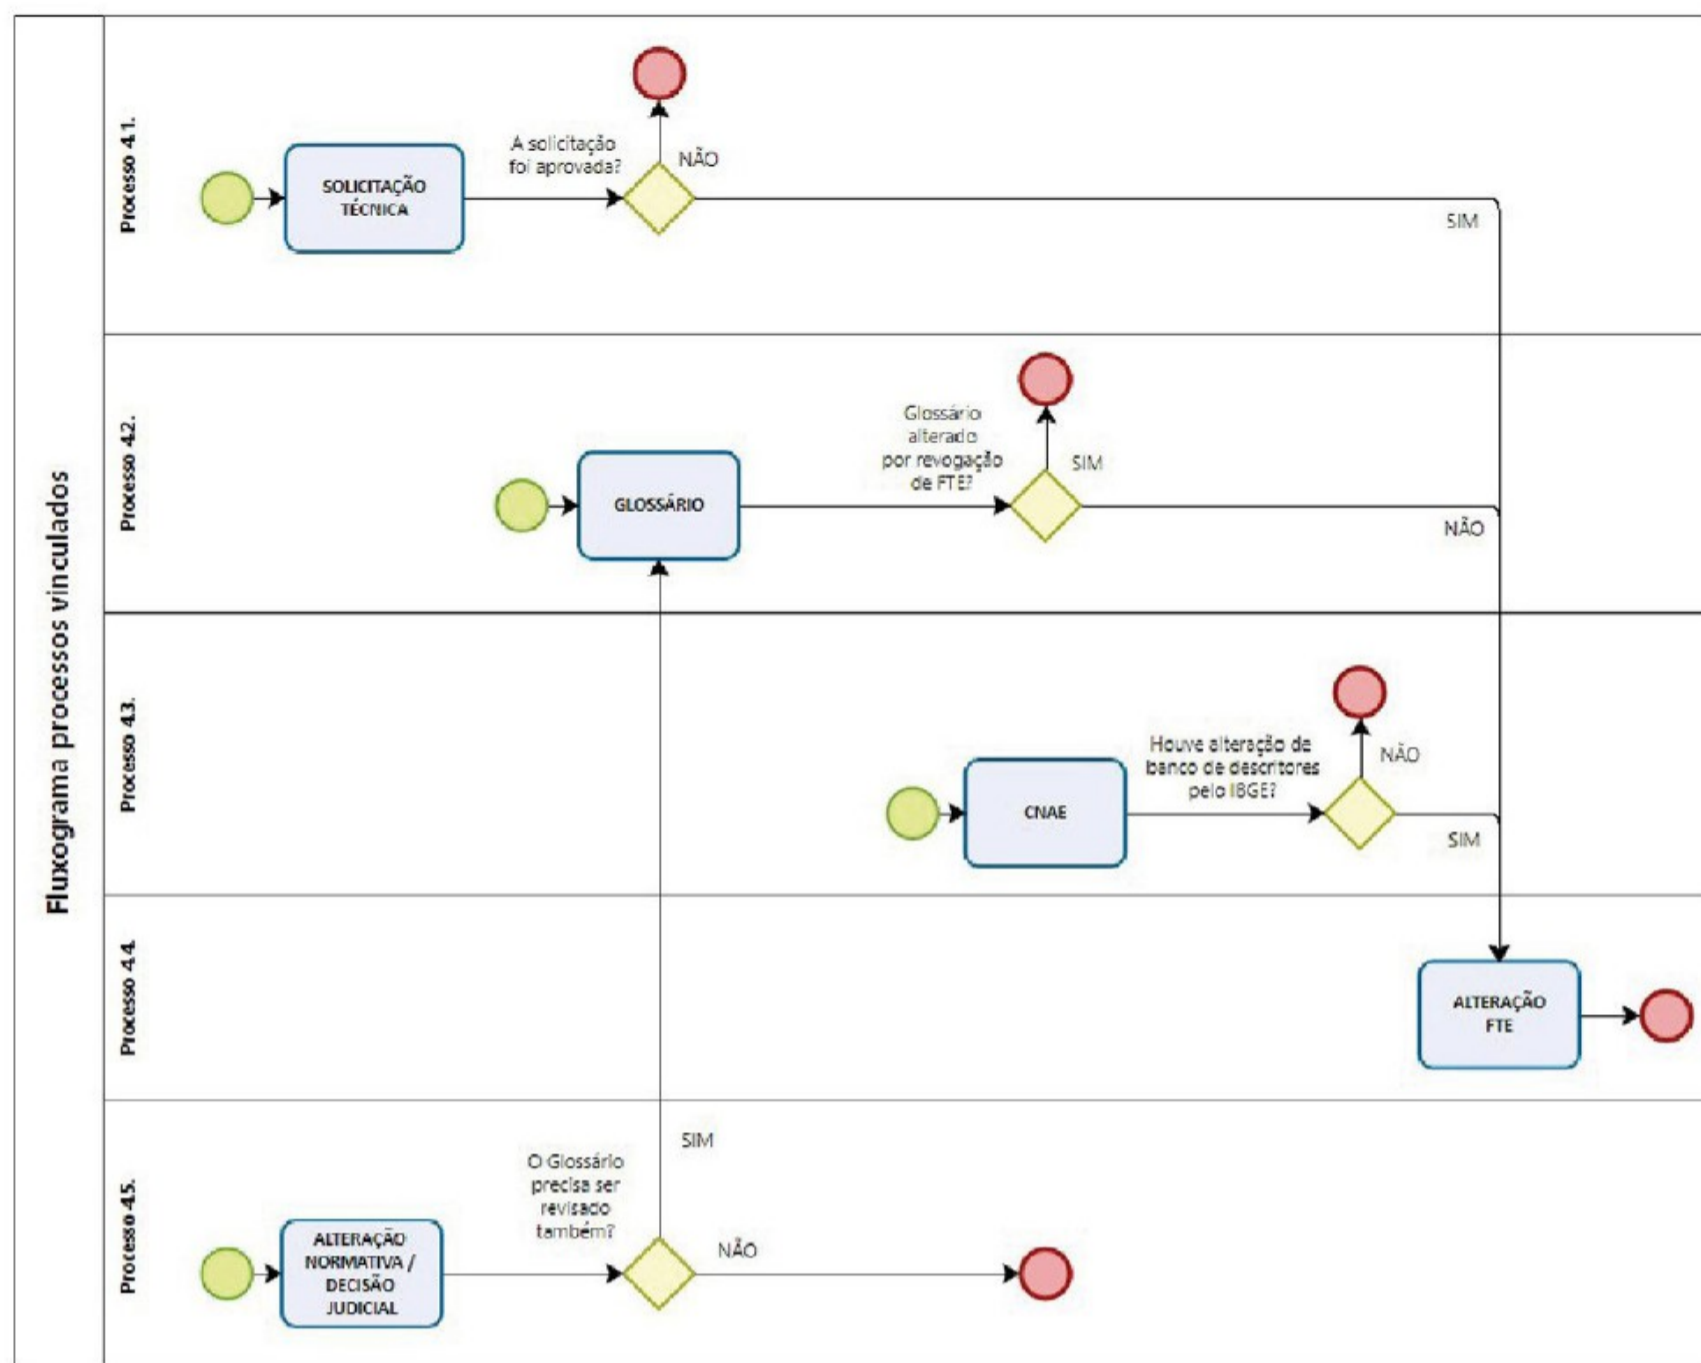 Fluxograma processos vinculados
Processo 4.1.
SOLICITAÇÃO
TÉCNICA
A solicitação
foi aprovada?
NÃO
SIM
Processo 4.2.
GLOSSÁRIO
Glossário
alterado
por revogação
de FTE?
SIM
NÃO
Processo 4.3.
CNAE
Houve alteração de
banco de descritores
pelo IBGE?
NÃO
SIM
Processo 4.4.
ALTERAÇÃO
FTE
Processo 4.5.
ALTERAÇÃO
NORMATIVA /
DECISÃO
JUDICIAL
O Glossário
precisa ser
revisado
também?
SIM
NÃO